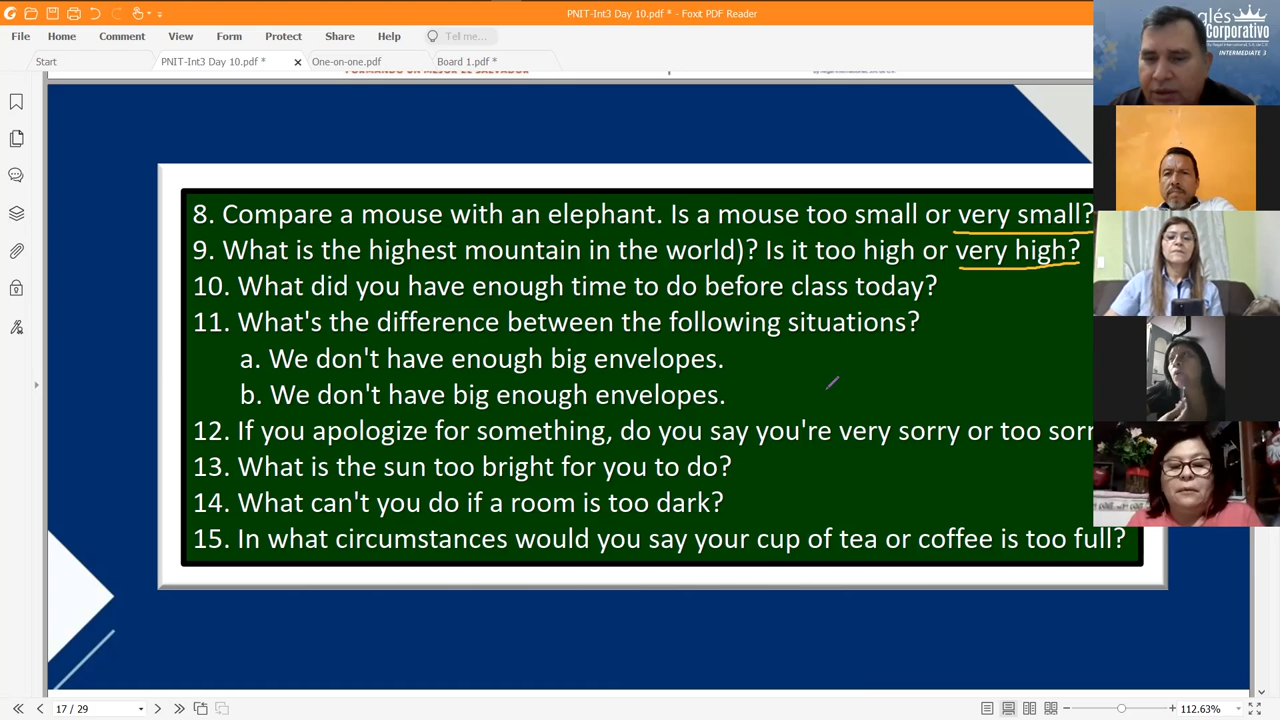 PNIT-Int3 Day 10.pdf * - Foxit PDF Reader
File Home Comment View Form Protect Share Help Tell me...
Start PNIT-Int3 Day 10.pdf * One-on-one.pdf Board 1.pdf *
glés
Corporativo
INTERMEDIATE 3
FORMANDO UN MEJOR EL SALVADOR
8. Compare a mouse with an elephant. Is a mouse too small or very small?
9. What is the highest mountain in the world)? Is it too high or very high?
10. What did you have enough time to do before class today?
11. What's the difference between the following situations?
a. We don't have enough big envelopes.
b. We don't have big enough envelopes.
12. If you apologize for something, do you say you're very sorry or too sorr
13. What is the sun too bright for you to do?
14. What can't you do if a room is too dark?
15. In what circumstances would you say your cup of tea or coffee is too full?
17 / 29
112.63%